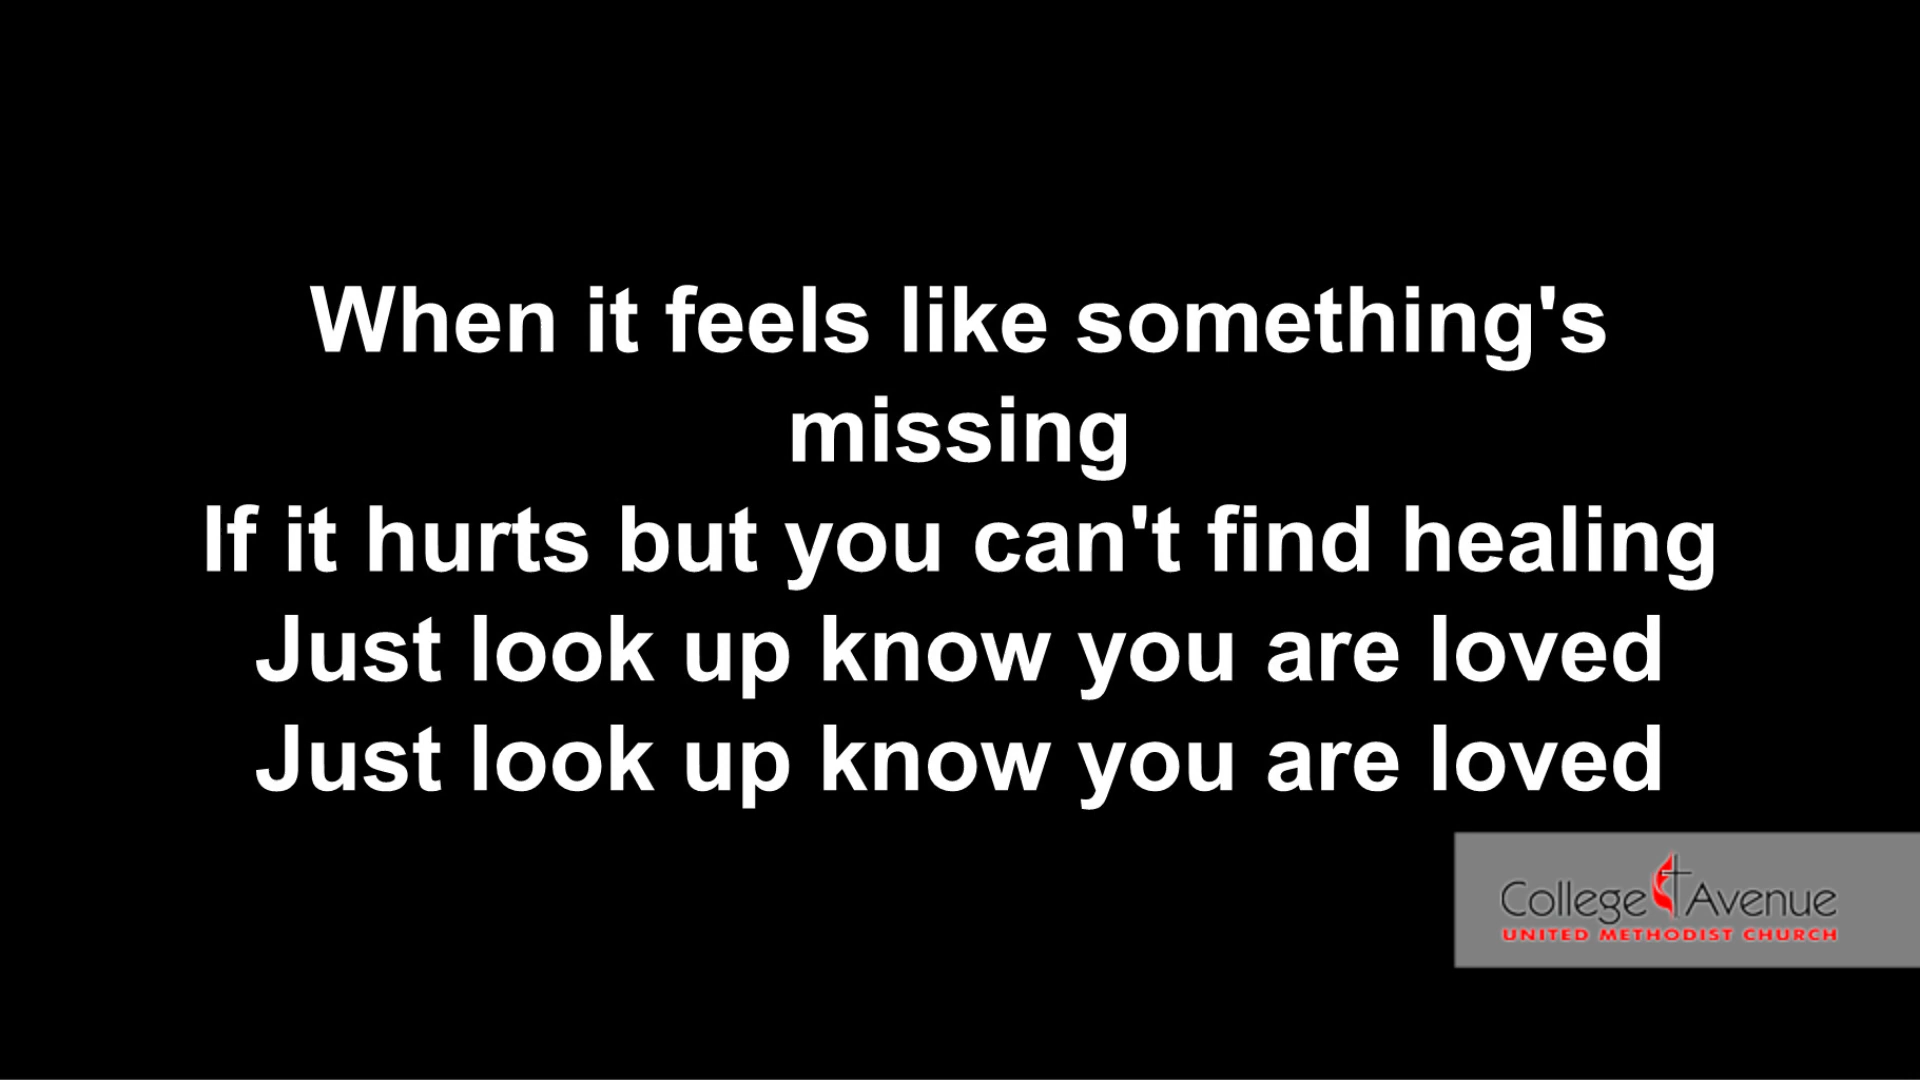 When it feels like something's
missing
If it hurts but you can't find healing
Just look up know you are loved
Just look up know you are loved
College Avenue
UNITED METHODIST CHURCH